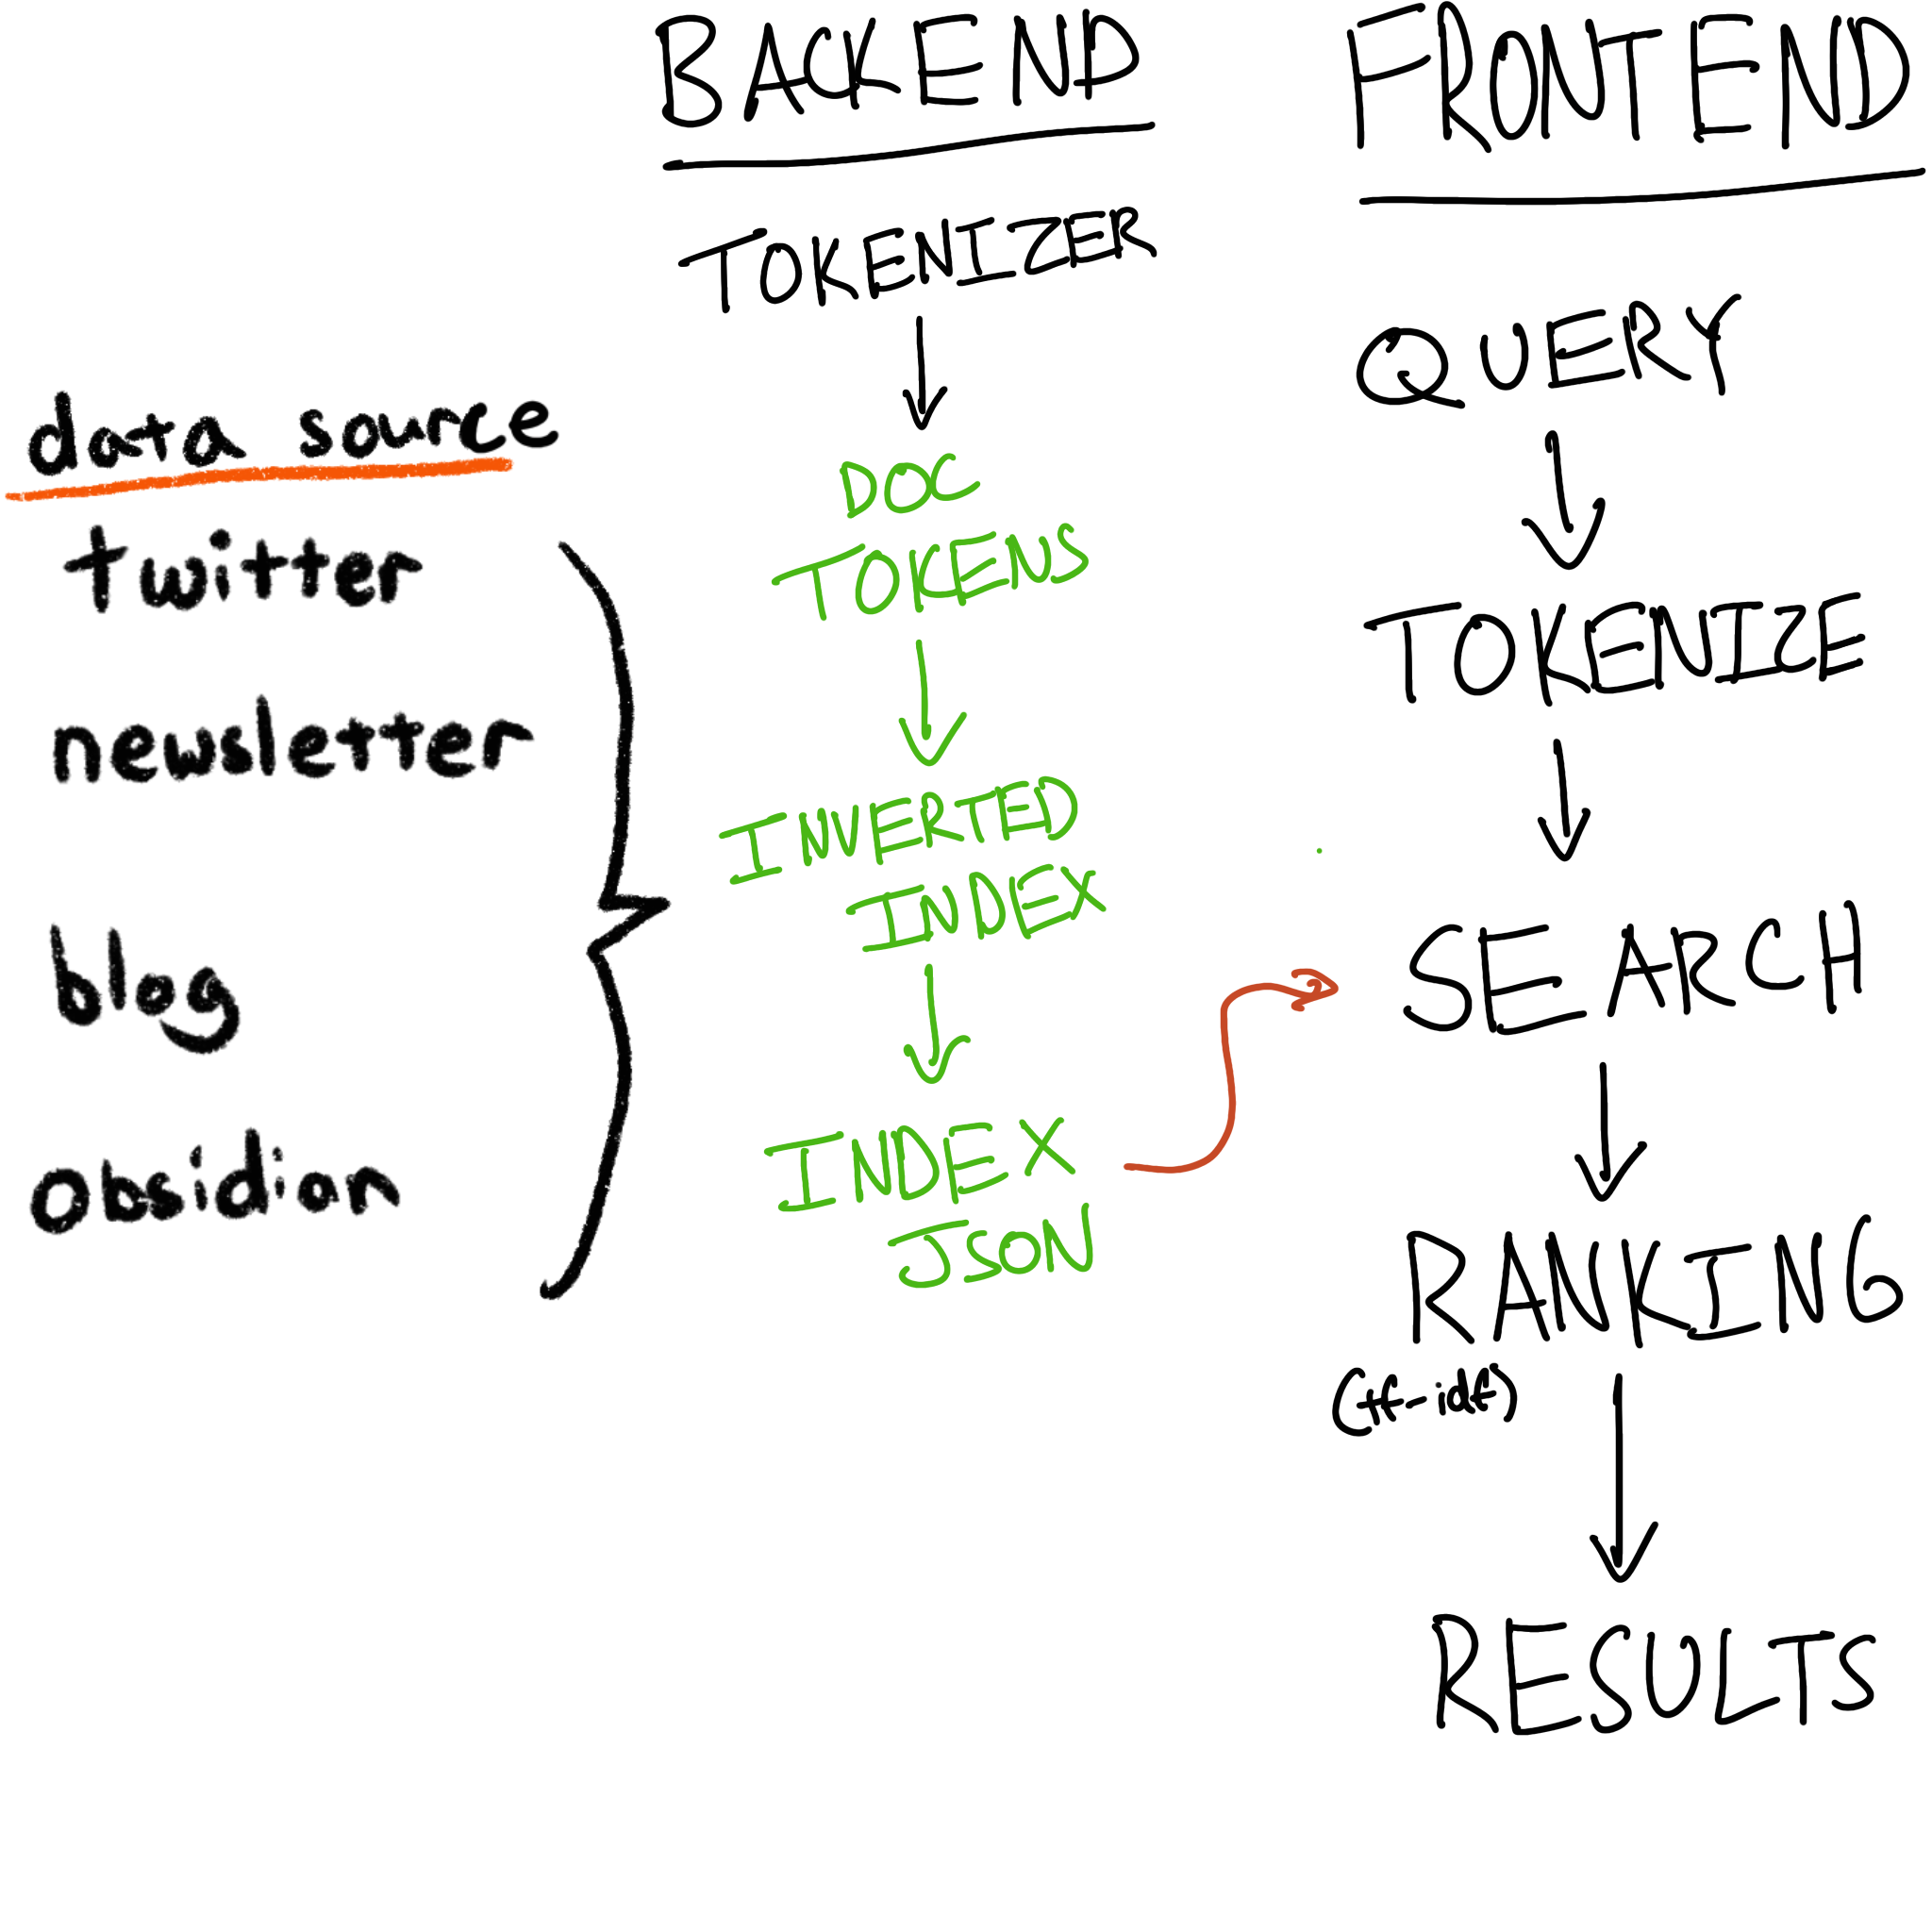 data source
twitter
newsletter
blog
obsidian
BACKEND
TOKENIZER
DOC
TOKENS
INVERTED
INDEX
INDEX
JSON
FRONTEND
QUERY
TOKENIZE
SEARCH
RANKING
(tf-idf)
RESULTS